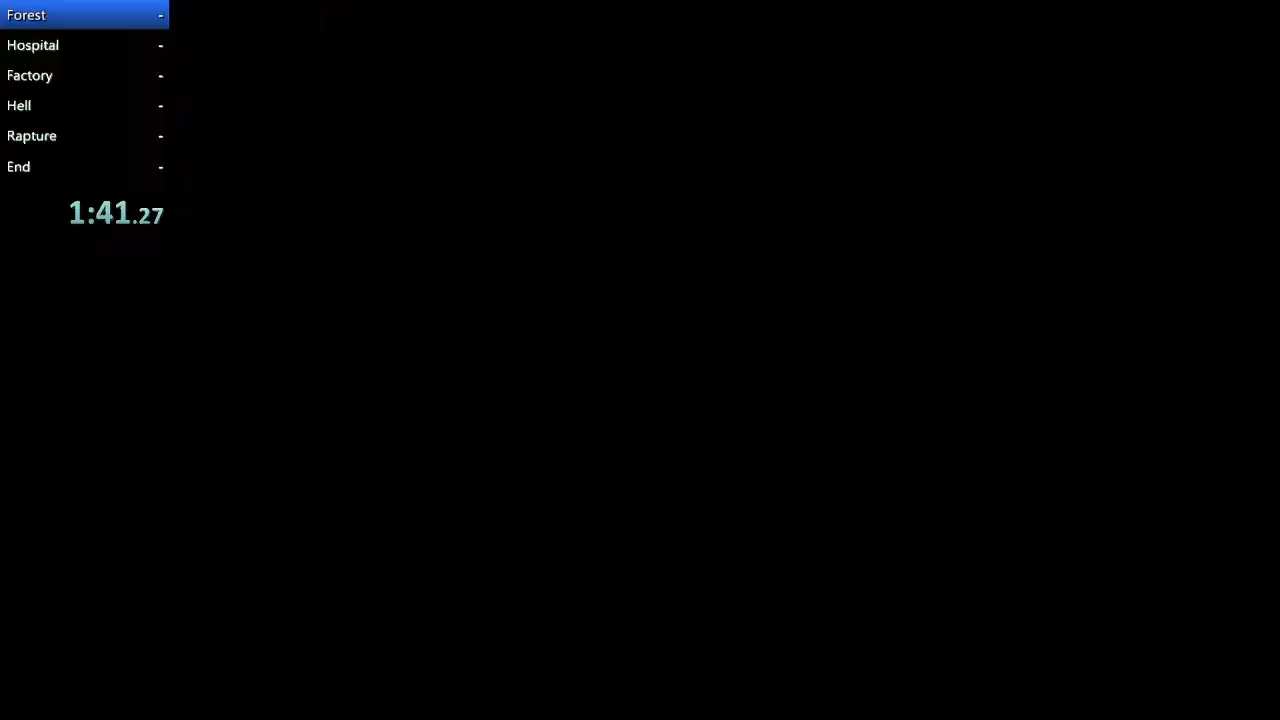 Forest -
Hospital -
Factory -
Hell -
Rapture -
End -
1:41.27